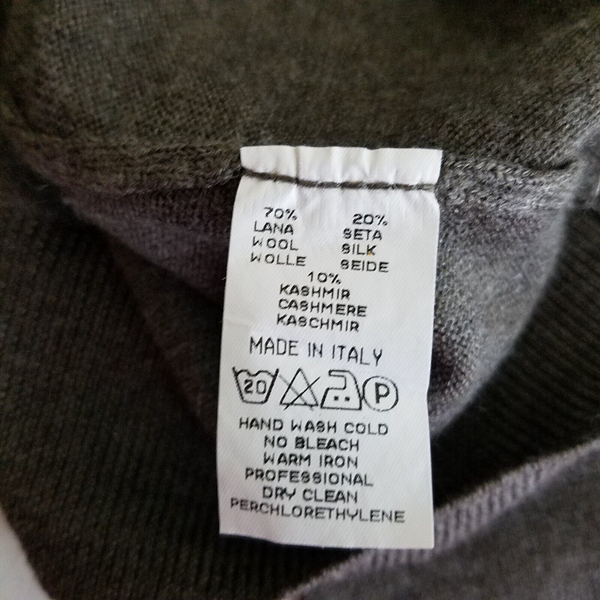 70% 20%
LANA SETA
WOOL SILK
WOLLE SEIDE
10%
KASHMIR
CASHMERE
KASCHMIR
MADE IN ITALY
20 P
HAND WASH COLD
NO BLEACH
WARM IRON
PROFESSIONAL
DRY CLEAN
PERCHLORETHYLENE